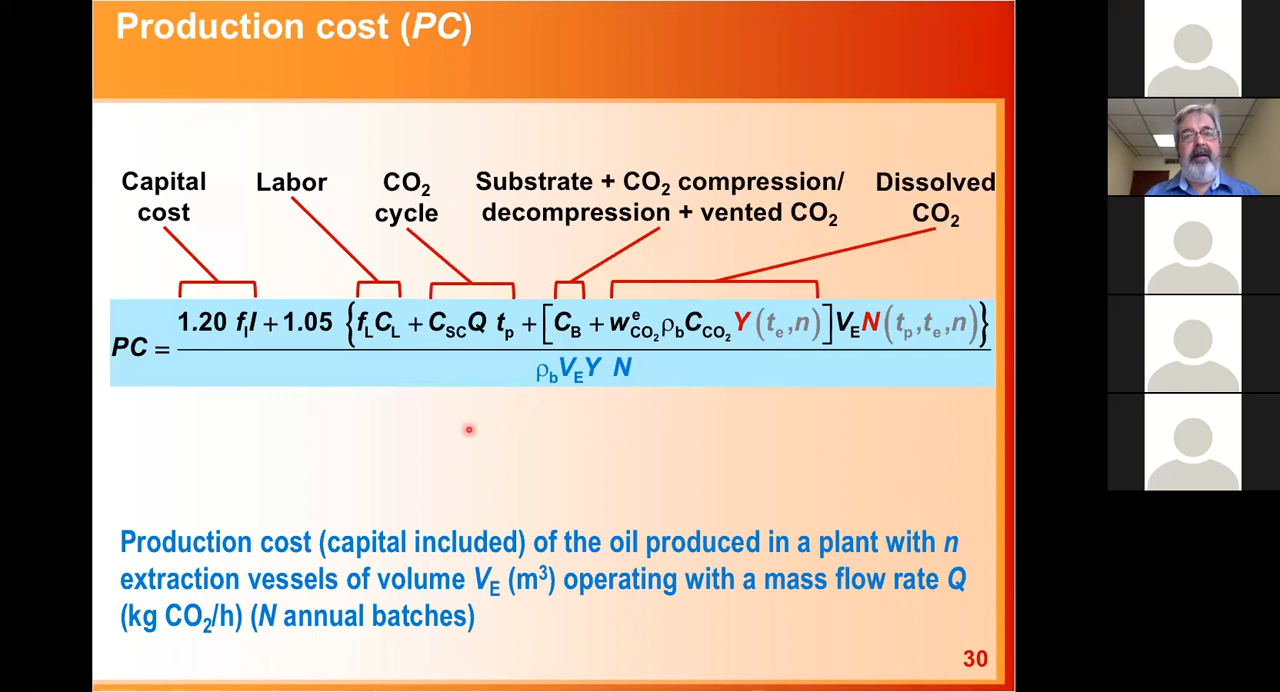 Production cost (PC)
Capital cost
Labor
CO₂ cycle
Substrate + CO₂ compression/
decompression + vented CO₂
Dissolved CO₂
PC = (1.20 f_I I + 1.05 {f_L C_L + C_SC Q t_p + [C_B + w^e_CO₂ ρ_b C_CO₂ Y(t_e,n)] V_E N(t_p,t_e,n)}) / (ρ_b V_E Y N)
Production cost (capital included) of the oil produced in a plant with n
extraction vessels of volume V_E (m³) operating with a mass flow rate Q
(kg CO₂/h) (N annual batches)
30